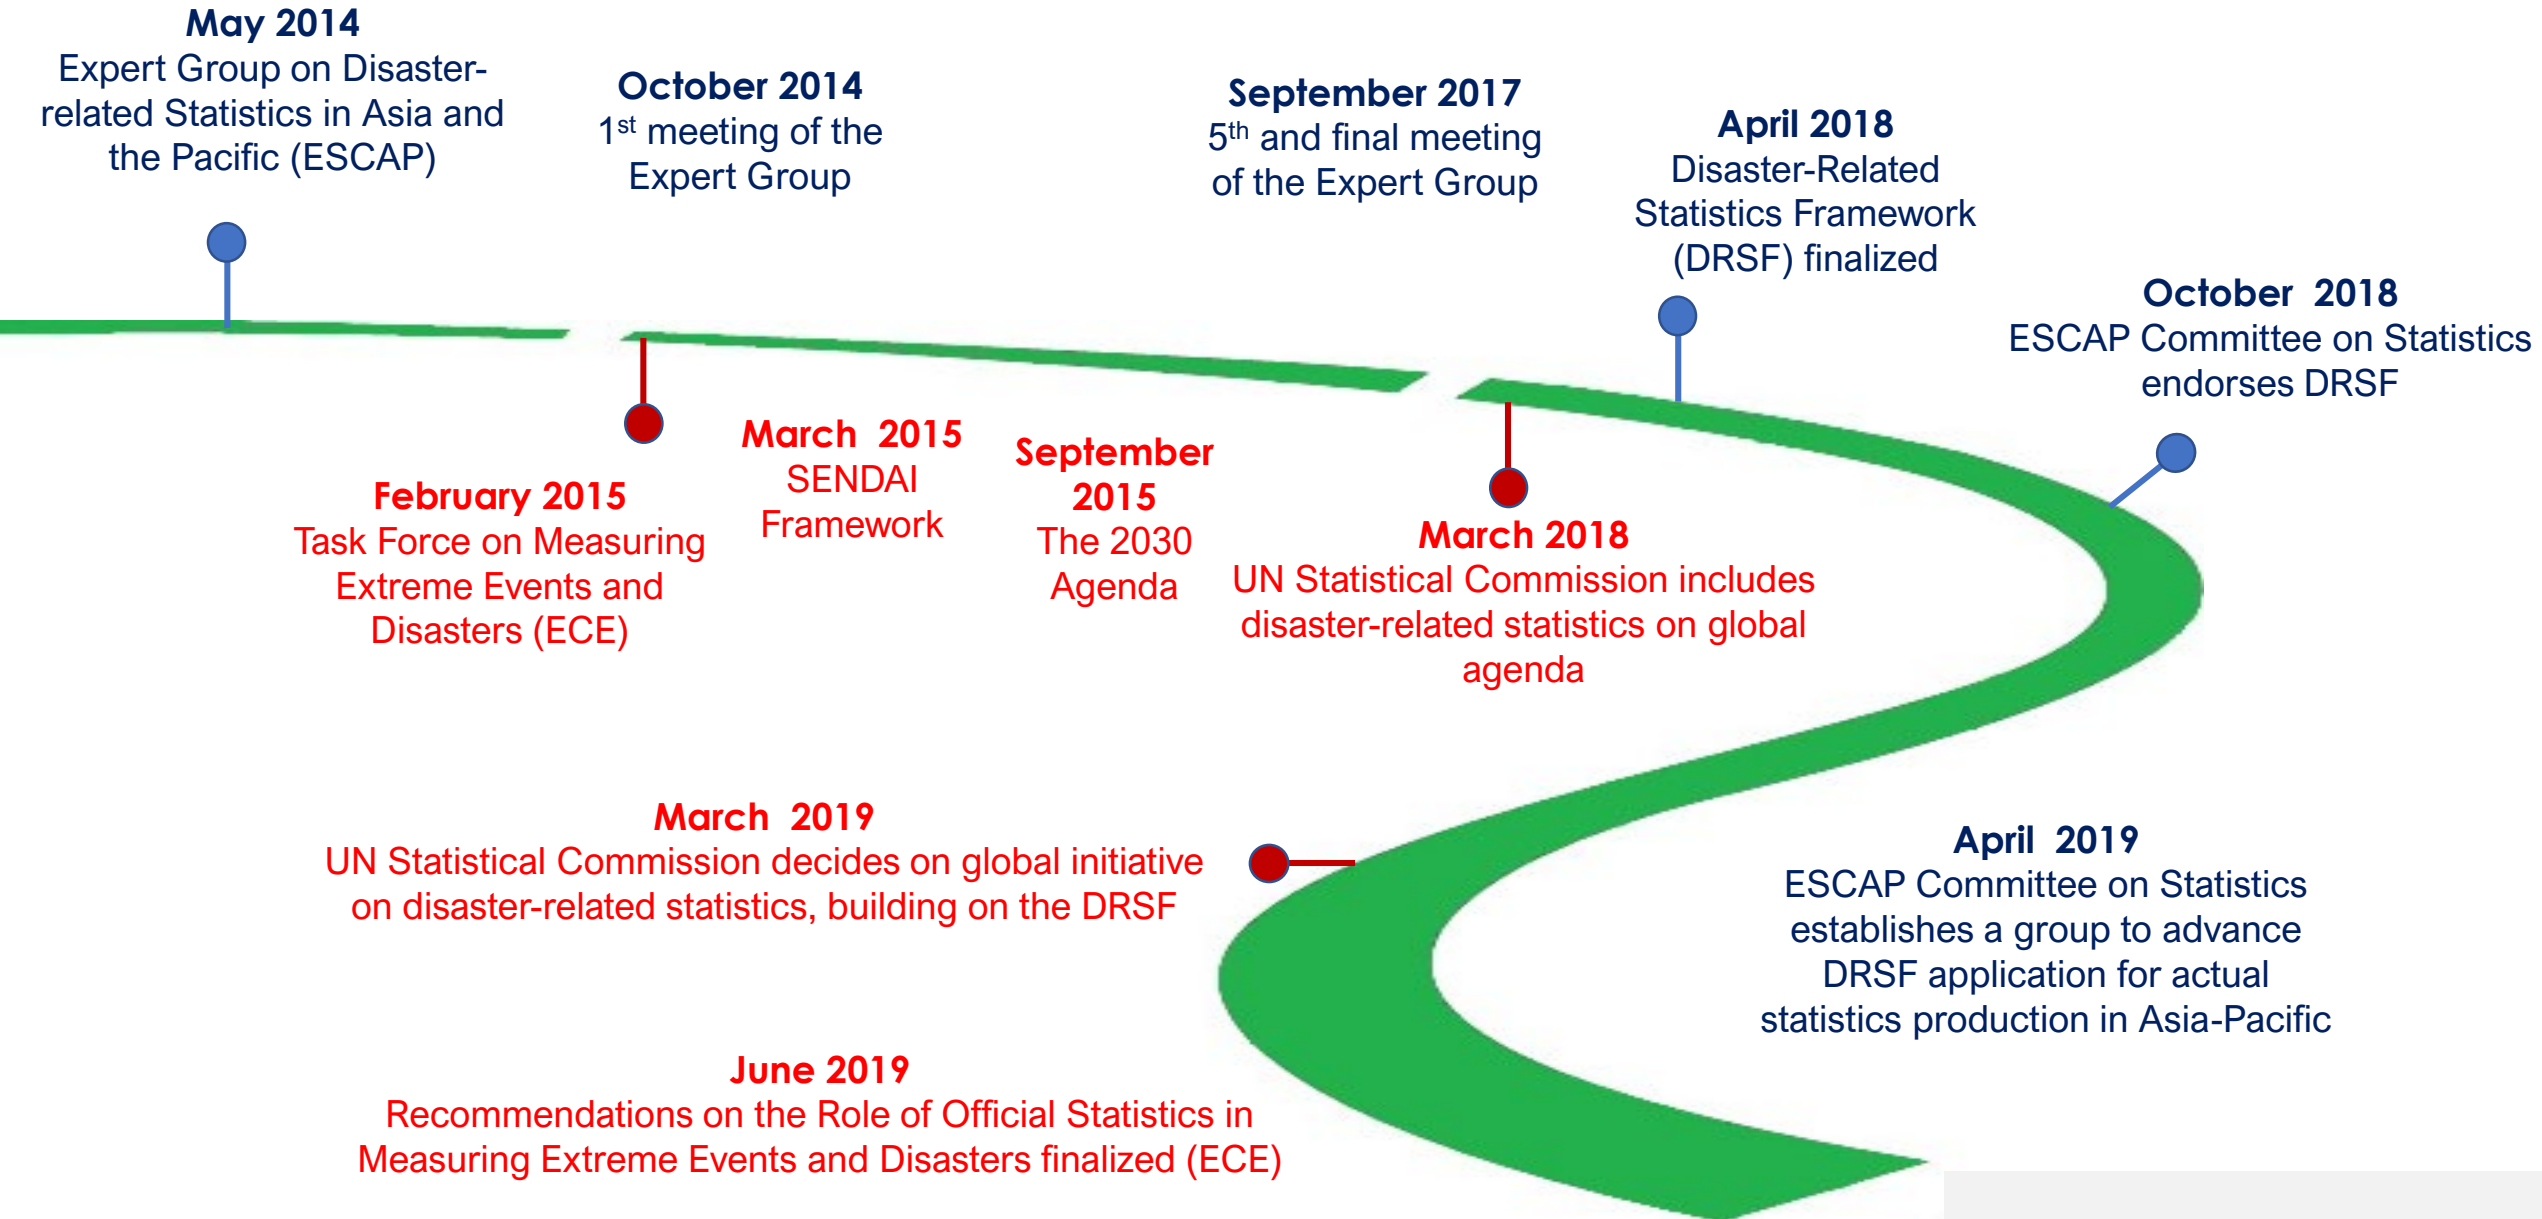 May 2014
Expert Group on Disaster-
related Statistics in Asia and
the Pacific (ESCAP)
October 2014
1st meeting of the
Expert Group
September 2017
5th and final meeting
of the Expert Group
April 2018
Disaster-Related
Statistics Framework
(DRSF) finalized
October 2018
ESCAP Committee on Statistics
endorses DRSF
February 2015
Task Force on Measuring
Extreme Events and
Disasters (ECE)
March 2015
SENDAI
Framework
September
2015
The 2030
Agenda
March 2018
UN Statistical Commission includes
disaster-related statistics on global
agenda
March 2019
UN Statistical Commission decides on global initiative
on disaster-related statistics, building on the DRSF
April 2019
ESCAP Committee on Statistics
establishes a group to advance
DRSF application for actual
statistics production in Asia-Pacific
June 2019
Recommendations on the Role of Official Statistics in
Measuring Extreme Events and Disasters finalized (ECE)